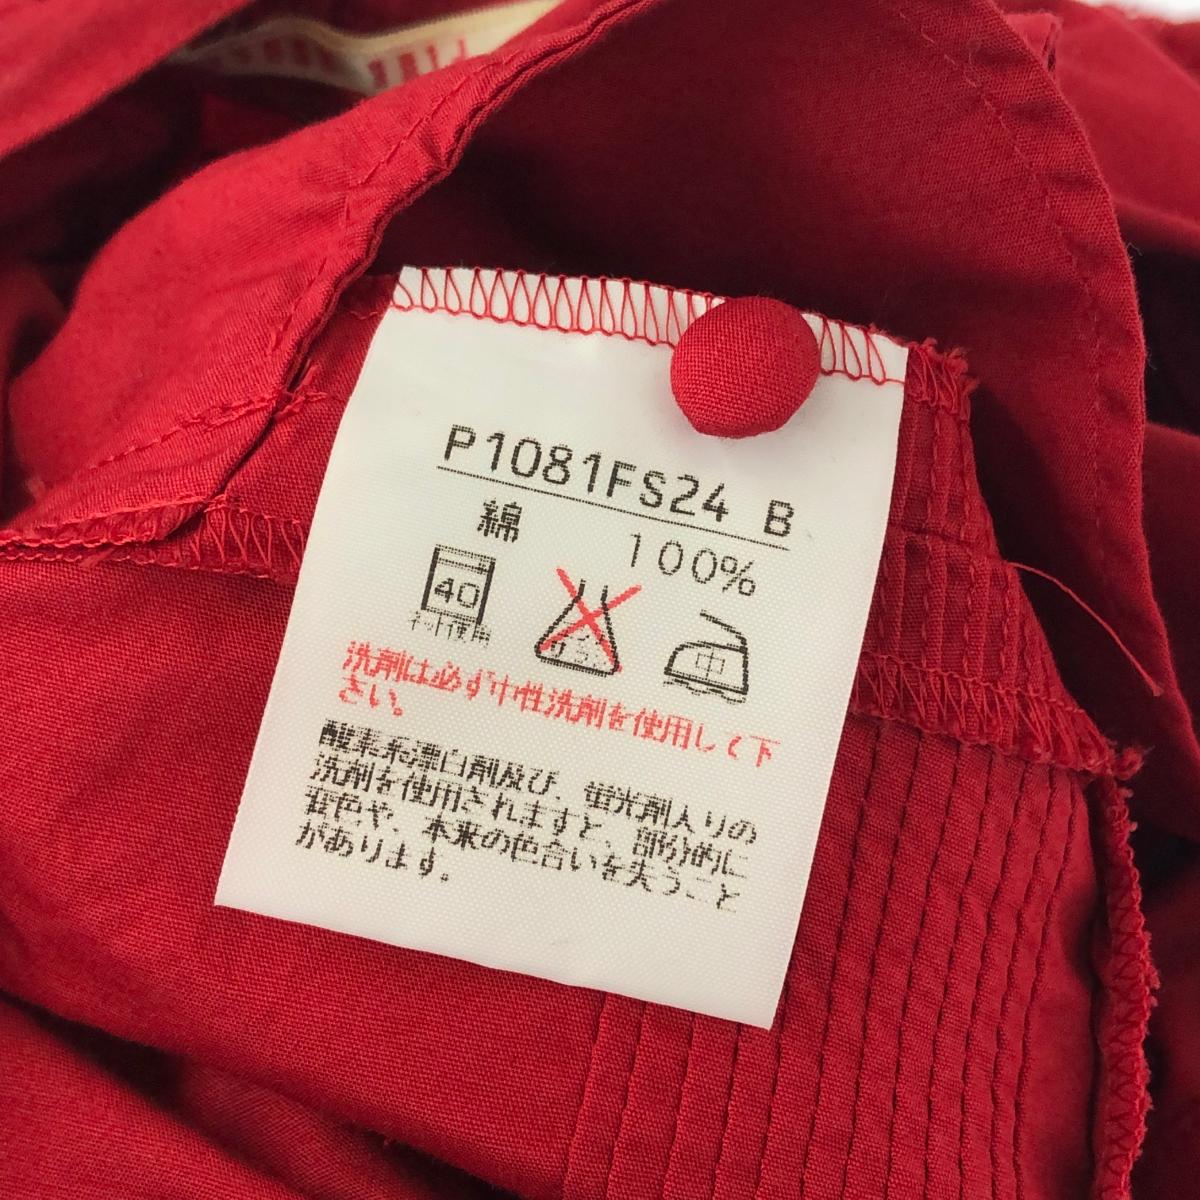 P1081FS24 B
綿 100%
40
ネット使用
エンソ
中
洗剤は必ず中性洗剤を使用して下
さい。
酸素系漂白剤及び、蛍光剤入りの
洗剤を使用されますと、部分的に
変色や、本来の色合いを失うこと
があります。